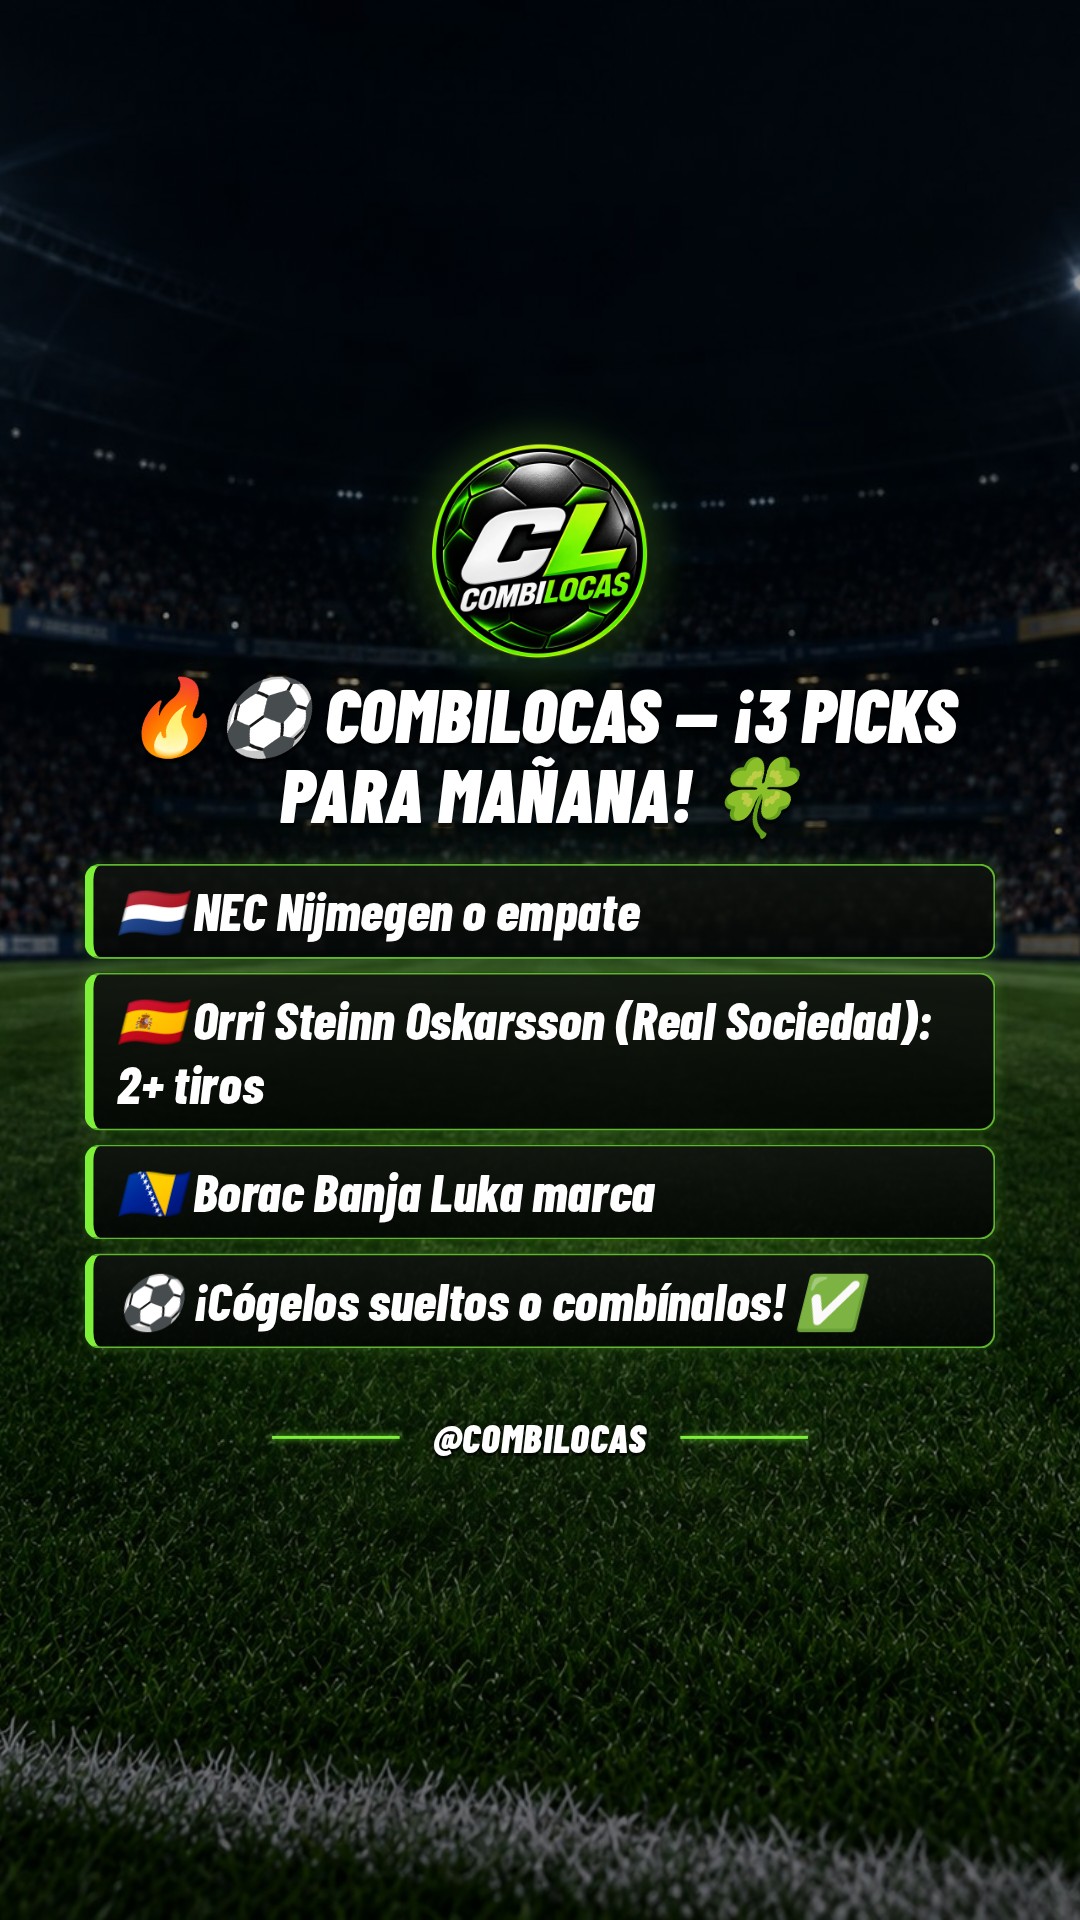 CL
COMBILOCAS
🔥⚽ COMBILOCAS – ¡3 PICKS
PARA MAÑANA! 🍀
🇳🇱 NEC Nijmegen o empate
🇪🇸 Orri Steinn Oskarsson (Real Sociedad):
2+ tiros
🇧🇦 Borac Banja Luka marca
⚽ ¡Cógelos sueltos o combínalos! ✅
@COMBILOCAS